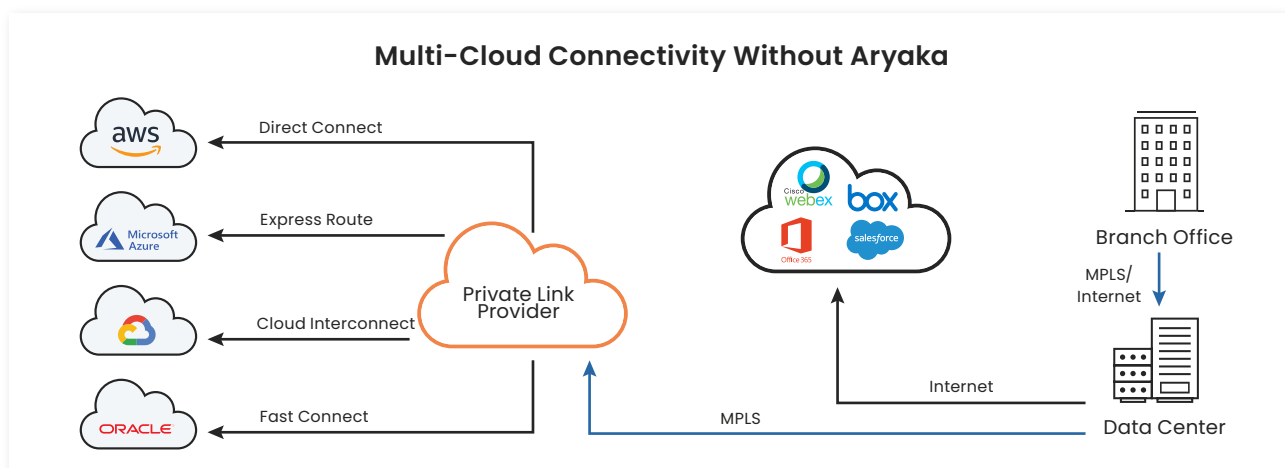 Multi-Cloud Connectivity Without Aryaka
aws
Direct Connect
Microsoft
Azure
Express Route
Cloud Interconnect
ORACLE
Fast Connect
Private Link
Provider
MPLS
Cisco
webex
box
Office 365
salesforce
Internet
Branch Office
MPLS/
Internet
Data Center